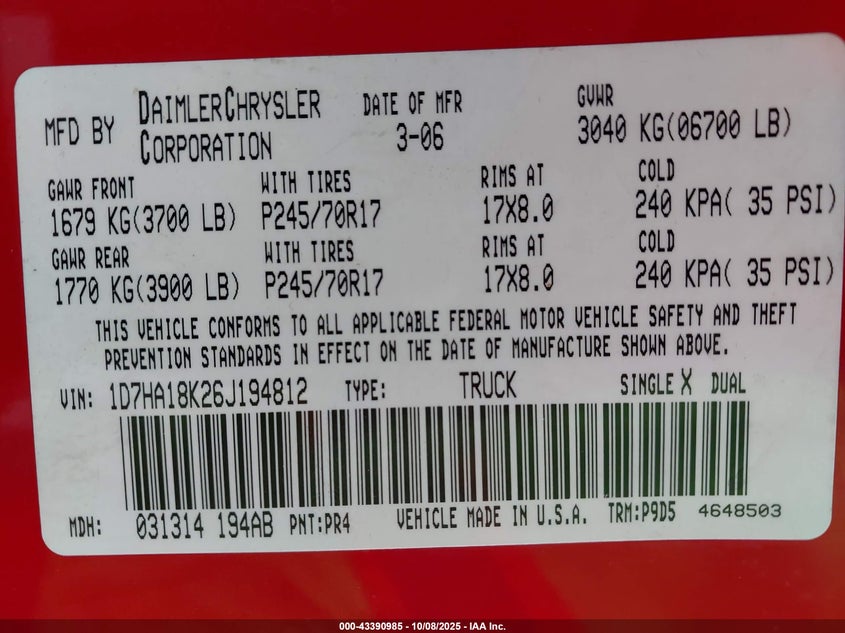 MFD BY DAIMLERCHRYSLER CORPORATION DATE OF MFR 3-06 GVWR 3040 KG(06700 LB)
GAWR FRONT WITH TIRES RIMS AT COLD
1679 KG(3700 LB) P245/70R17 17X8.0 240 KPA( 35 PSI)
GAWR REAR WITH TIRES RIMS AT COLD
1770 KG(3900 LB) P245/70R17 17X8.0 240 KPA( 35 PSI)
THIS VEHICLE CONFORMS TO ALL APPLICABLE FEDERAL MOTOR VEHICLE SAFETY AND THEFT
PREVENTION STANDARDS IN EFFECT ON THE DATE OF MANUFACTURE SHOWN ABOVE.
VIN: 1D7HA18K26J194812 TYPE: TRUCK SINGLE X DUAL
MDH: 031314 194AB PNT:PR4 VEHICLE MADE IN U.S.A. TRM:P9D5 4648503
000-43390985 - 10/08/2025 - IAA Inc.